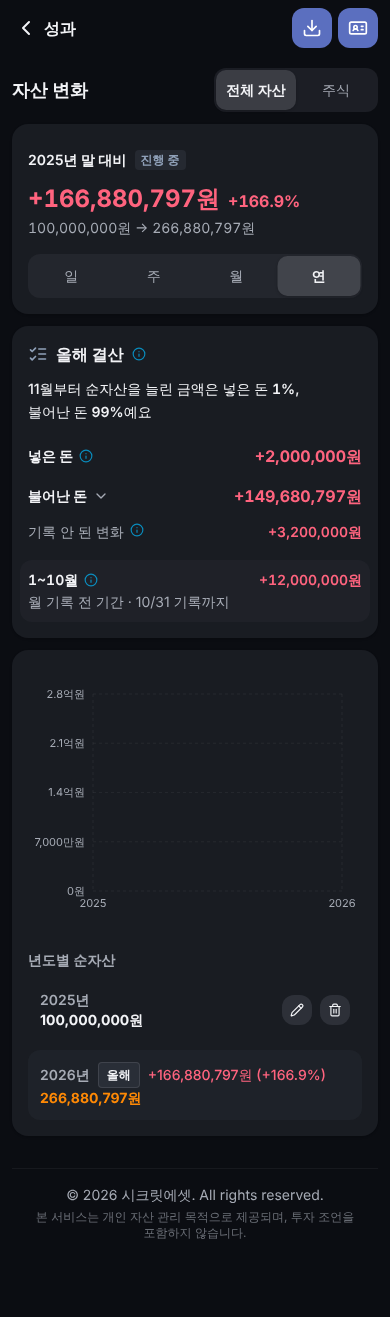 성과
자산 변화
전체 자산
주식
2025년 말 대비 진행 중
+166,880,797원 +166.9%
100,000,000원 → 266,880,797원
일 주 월 연
올해 결산
11월부터 순자산을 늘린 금액은 넣은 돈 1%,
불어난 돈 99%예요
넣은 돈 +2,000,000원
불어난 돈 +149,680,797원
기록 안 된 변화 +3,200,000원
1~10월 +12,000,000원
월 기록 전 기간 · 10/31 기록까지
2.8억원
2.1억원
1.4억원
7,000만원
0원
2025 2026
년도별 순자산
2025년
100,000,000원
2026년 올해 +166,880,797원 (+166.9%)
266,880,797원
© 2026 시크릿에셋. All rights reserved.
본 서비스는 개인 자산 관리 목적으로 제공되며, 투자 조언을
포함하지 않습니다.